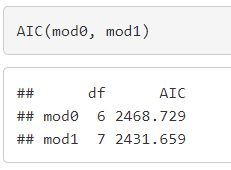 AIC(mod0, mod1)
##      df      AIC
## mod0  6 2468.729
## mod1  7 2431.659